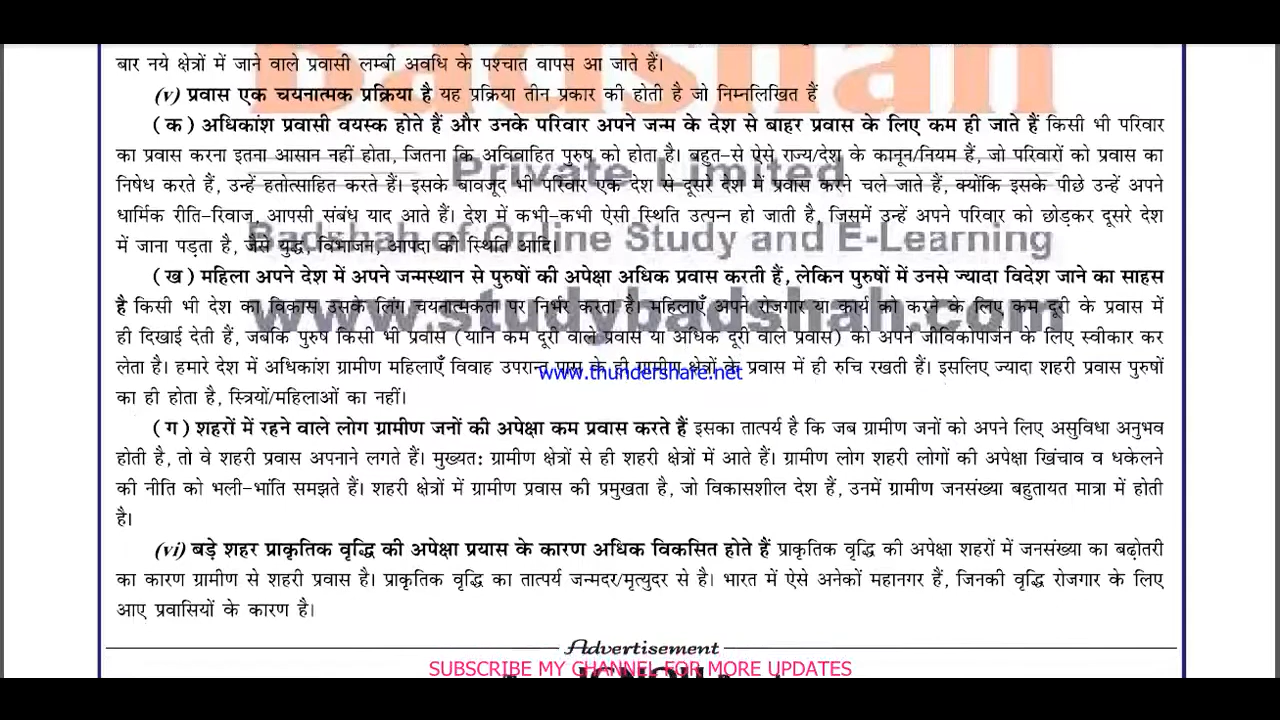 Badshah
बार नये क्षेत्रों में जाने वाले प्रवासी लम्बी अवधि के पश्चात वापस आ जाते हैं।
(v) प्रवास एक चयनात्मक प्रक्रिया है यह प्रक्रिया तीन प्रकार की होती है जो निम्नलिखित हैं
(क) अधिकांश प्रवासी वयस्क होते हैं और उनके परिवार अपने जन्म के देश से बाहर प्रवास के लिए कम ही जाते हैं किसी भी परिवार
का प्रवास करना इतना आसान नहीं होता, जितना कि अविवाहित पुरुष को होता है। बहुत-से ऐसे राज्य/देश के कानून/नियम हैं, जो परिवारों को प्रवास का
Private Limited
निषेध करते हैं, उन्हें हतोत्साहित करते हैं। इसके बावजूद भी परिवार एक देश से दूसरे देश में प्रवास करने चले जाते हैं, क्योंकि इसके पीछे उन्हें अपने
धार्मिक रीति-रिवाज, आपसी संबंध याद आते हैं। देश में कभी-कभी ऐसी स्थिति उत्पन्न हो जाती है, जिसमें उन्हें अपने परिवार को छोड़कर दूसरे देश
Badshah of Online Study and E-Learning
में जाना पड़ता है, जैसे युद्ध, विभाजन, आपदा की स्थिति आदि।
(ख) महिला अपने देश में अपने जन्मस्थान से पुरुषों की अपेक्षा अधिक प्रवास करती हैं, लेकिन पुरुषों में उनसे ज्यादा विदेश जाने का साहस
है किसी भी देश का विकास उसके लिंग, चयनात्मकता पर निर्भर करता है। महिलाएँ अपने रोजगार या कार्य को करने के लिए कम दूरी के प्रवास में
www.studybadshah.com
ही दिखाई देती हैं, जबकि पुरुष किसी भी प्रवास (यानि कम दूरी वाले प्रवास या अधिक दूरी वाले प्रवास) को अपने जीविकोपार्जन के लिए स्वीकार कर
लेता है। हमारे देश में अधिकांश ग्रामीण महिलाएँ विवाह उपरान्त पास के ही ग्रामीण क्षेत्रों के प्रवास में ही रुचि रखती हैं। इसलिए ज्यादा शहरी प्रवास पुरुषों
www.thundershare.net
का ही होता है, स्त्रियों/महिलाओं का नहीं।
(ग) शहरों में रहने वाले लोग ग्रामीण जनों की अपेक्षा कम प्रवास करते हैं इसका तात्पर्य है कि जब ग्रामीण जनों को अपने लिए असुविधा अनुभव
होती है, तो वे शहरी प्रवास अपनाने लगते हैं। मुख्यत: ग्रामीण क्षेत्रों से ही शहरी क्षेत्रों में आते हैं। ग्रामीण लोग शहरी लोगों की अपेक्षा खिंचाव व धकेलने
की नीति को भली-भांति समझते हैं। शहरी क्षेत्रों में ग्रामीण प्रवास की प्रमुखता है, जो विकासशील देश हैं, उनमें ग्रामीण जनसंख्या बहुतायत मात्रा में होती
है।
(vi) बड़े शहर प्राकृतिक वृद्धि की अपेक्षा प्रयास के कारण अधिक विकसित होते हैं प्राकृतिक वृद्धि की अपेक्षा शहरों में जनसंख्या का बढ़ोतरी
का कारण ग्रामीण से शहरी प्रवास है। प्राकृतिक वृद्धि का तात्पर्य जन्मदर/मृत्युदर से है। भारत में ऐसे अनेकों महानगर हैं, जिनकी वृद्धि रोजगार के लिए
आए प्रवासियों के कारण है।
Advertisement
SUBSCRIBE MY CHANNEL FOR MORE UPDATES